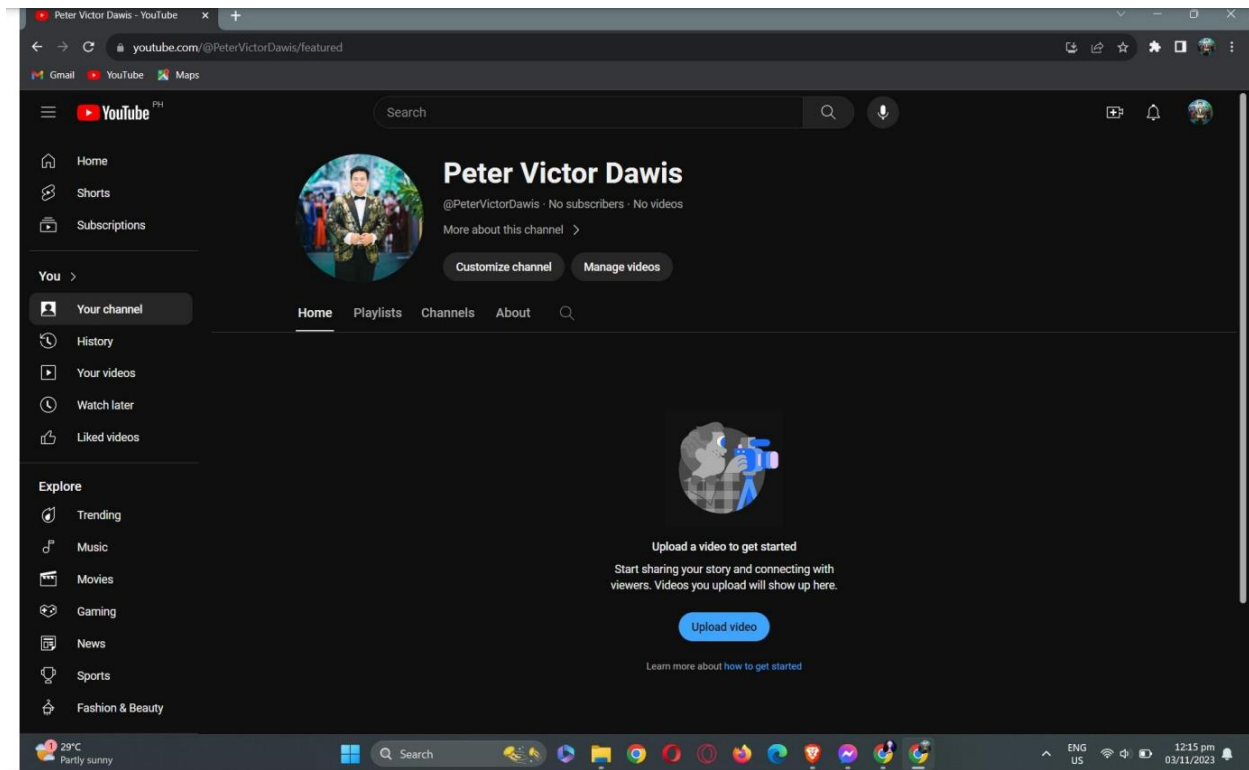 Peter Victor Dawis - YouTube
youtube.com/@PeterVictorDawis/featured
Gmail YouTube Maps
YouTube PH
Search
Home
Shorts
Subscriptions
You
Your channel
History
Your videos
Watch later
Liked videos
Explore
Trending
Music
Movies
Gaming
News
Sports
Fashion & Beauty
Peter Victor Dawis
@PeterVictorDawis · No subscribers · No videos
More about this channel
Customize channel Manage videos
Home Playlists Channels About
Upload a video to get started
Start sharing your story and connecting with
viewers. Videos you upload will show up here.
Upload video
Learn more about how to get started
1
29°C
Partly sunny
Search
ENG
US
12:15 pm
03/11/2023